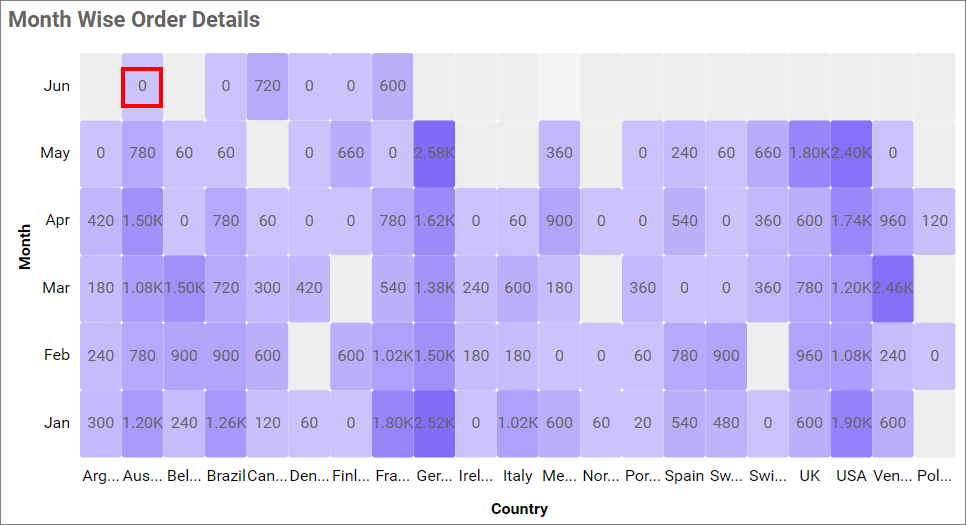 Month Wise Order Details
Jun 0 0 720 0 0 600
May 0 780 60 60 0 660 0 2.58K 360 0 240 60 660 1.80K 2.40K 0
Apr 420 1.50K 0 780 60 0 0 780 1.62K 0 60 900 0 0 540 0 360 600 1.74K 960 120
Month
Mar 180 1.08K 1.50K 720 300 420 540 1.38K 240 600 180 360 0 0 360 780 1.20K 2.46K
Feb 240 780 900 900 600 600 1.02K 1.50K 180 180 0 0 60 780 900 960 1.08K 240 0
Jan 300 1.20K 240 1.26K 120 60 0 1.80K 2.52K 0 1.02K 600 60 20 540 480 0 600 1.90K 600
Arg... Aus... Bel... Brazil Can... Den... Finl... Fra... Ger... Irel... Italy Me... Nor... Por... Spain Sw... Swi... UK USA Ven... Pol...
Country